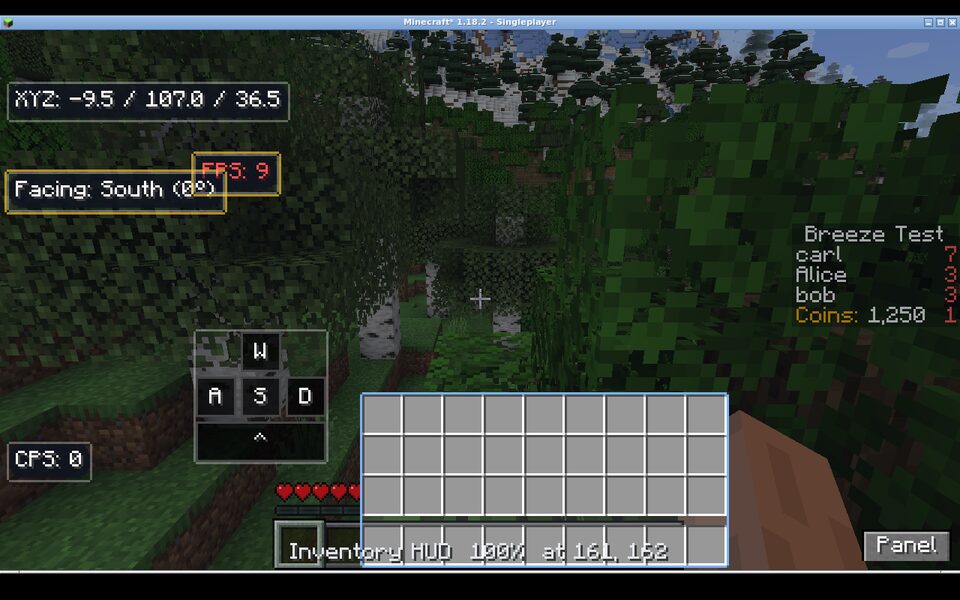 Minecraft* 1.18.2 - Singleplayer
XYZ: -9.5 / 107.0 / 36.5
FPS: 9
Facing: South (0°)
Breeze Test
carl 7
Alice 3
bob 3
Coins: 1,250 1
W
A S D
^
CPS: 0
Inventory HUD 100% at 161, 162
Panel